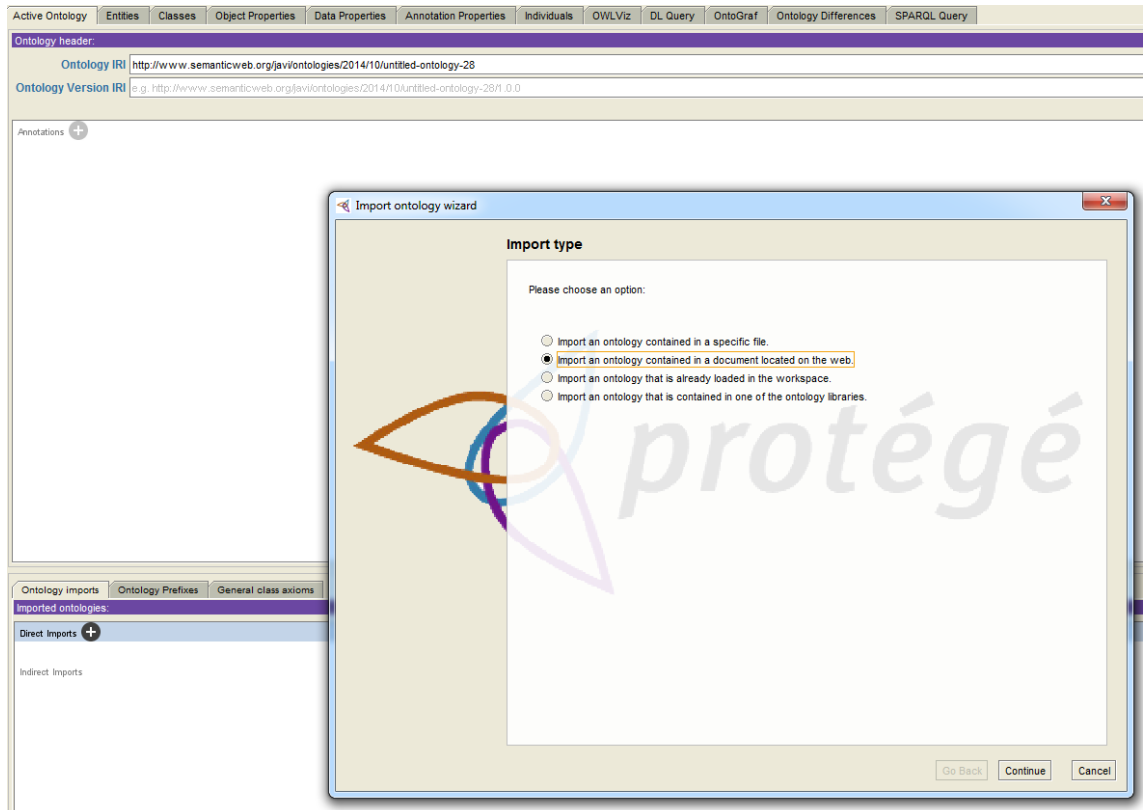 Active Ontology Entities Classes Object Properties Data Properties Annotation Properties Individuals OWLViz DL Query OntoGraf Ontology Differences SPARQL Query
Ontology header:
Ontology IRI http://www.semanticweb.org/javi/ontologies/2014/10/untitled-ontology-28
Ontology Version IRI e.g. http://www.semanticweb.org/javi/ontologies/2014/10/untitled-ontology-28/1.0.0
Annotations
Import ontology wizard
Import type
Please choose an option:
Import an ontology contained in a specific file.
Import an ontology contained in a document located on the web.
Import an ontology that is already loaded in the workspace.
Import an ontology that is contained in one of the ontology libraries.
protégé
Go Back Continue Cancel
Ontology imports Ontology Prefixes General class axioms
Imported ontologies:
Direct Imports
Indirect Imports